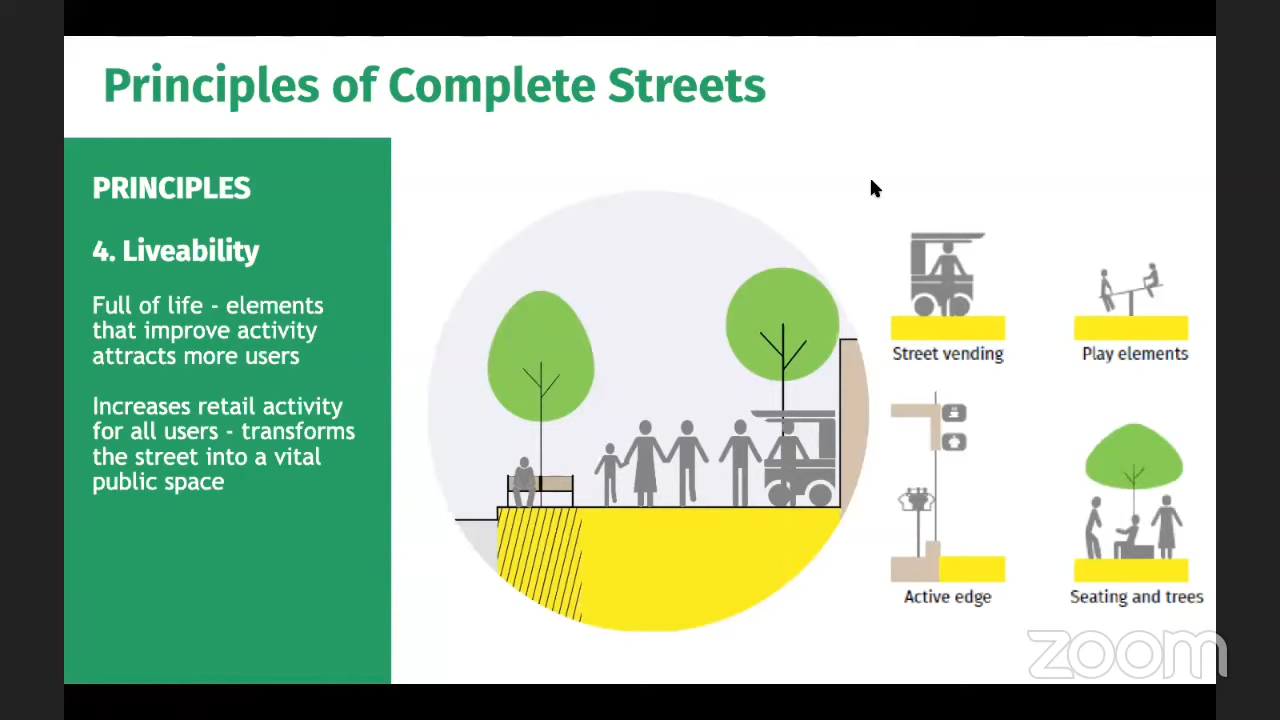 Principles of Complete Streets
PRINCIPLES
4. Liveability
Full of life - elements
that improve activity
attracts more users
Increases retail activity
for all users - transforms
the street into a vital
public space
Street vending
Play elements
Active edge
Seating and trees
zoom